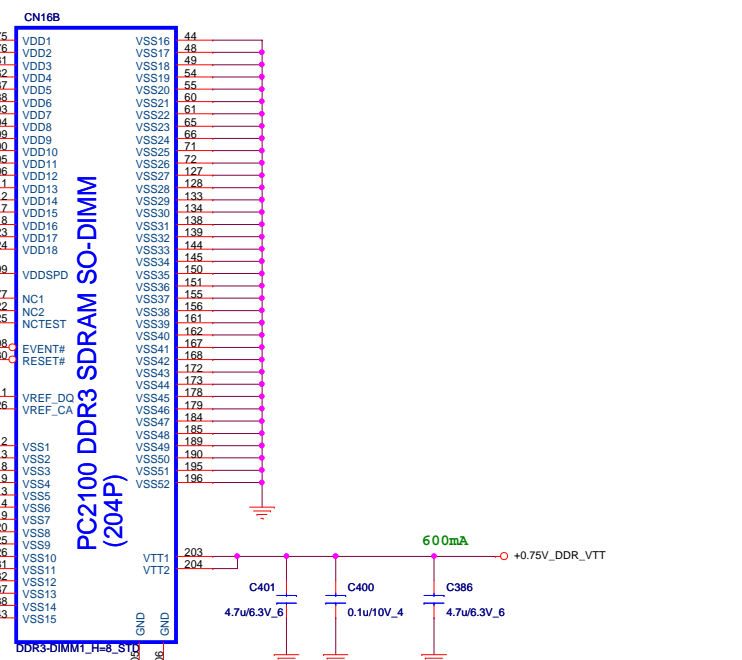 CN16B
VDD1 VSS16 44
VDD2 VSS17 48
VDD3 VSS18 49
VDD4 VSS19 54
VDD5 VSS20 55
VDD6 VSS21 60
VDD7 VSS22 61
VDD8 VSS23 65
VDD9 VSS24 66
VDD10 VSS25 71
VDD11 VSS26 72
VDD12 VSS27 127
VDD13 VSS28 128
VDD14 VSS29 133
VDD15 VSS30 134
VDD16 VSS31 138
VDD17 VSS32 139
VDD18 VSS33 144
VSS34 145
VDDSPD VSS35 150
VSS36 151
NC1 VSS37 155
NC2 VSS38 156
NCTEST VSS39 161
VSS40 162
EVENT# VSS41 167
RESET# VSS42 168
VSS43 172
VSS44 173
VREF_DQ VSS45 178
VREF_CA VSS46 179
VSS47 184
VSS48 185
VSS1 VSS49 189
VSS2 VSS50 190
VSS3 VSS51 195
VSS4 VSS52 196
VSS5
VSS6
VSS7
VSS8
VSS9
VSS10 VTT1 203
VSS11 VTT2 204
VSS12
VSS13
VSS14
VSS15
PC2100 DDR3 SDRAM SO-DIMM
(204P)
GND
GND
DDR3-DIMM1_H=8_STD
600mA
+0.75V_DDR_VTT
C401
4.7u/6.3V_6
C400
0.1u/10V_4
C386
4.7u/6.3V_6